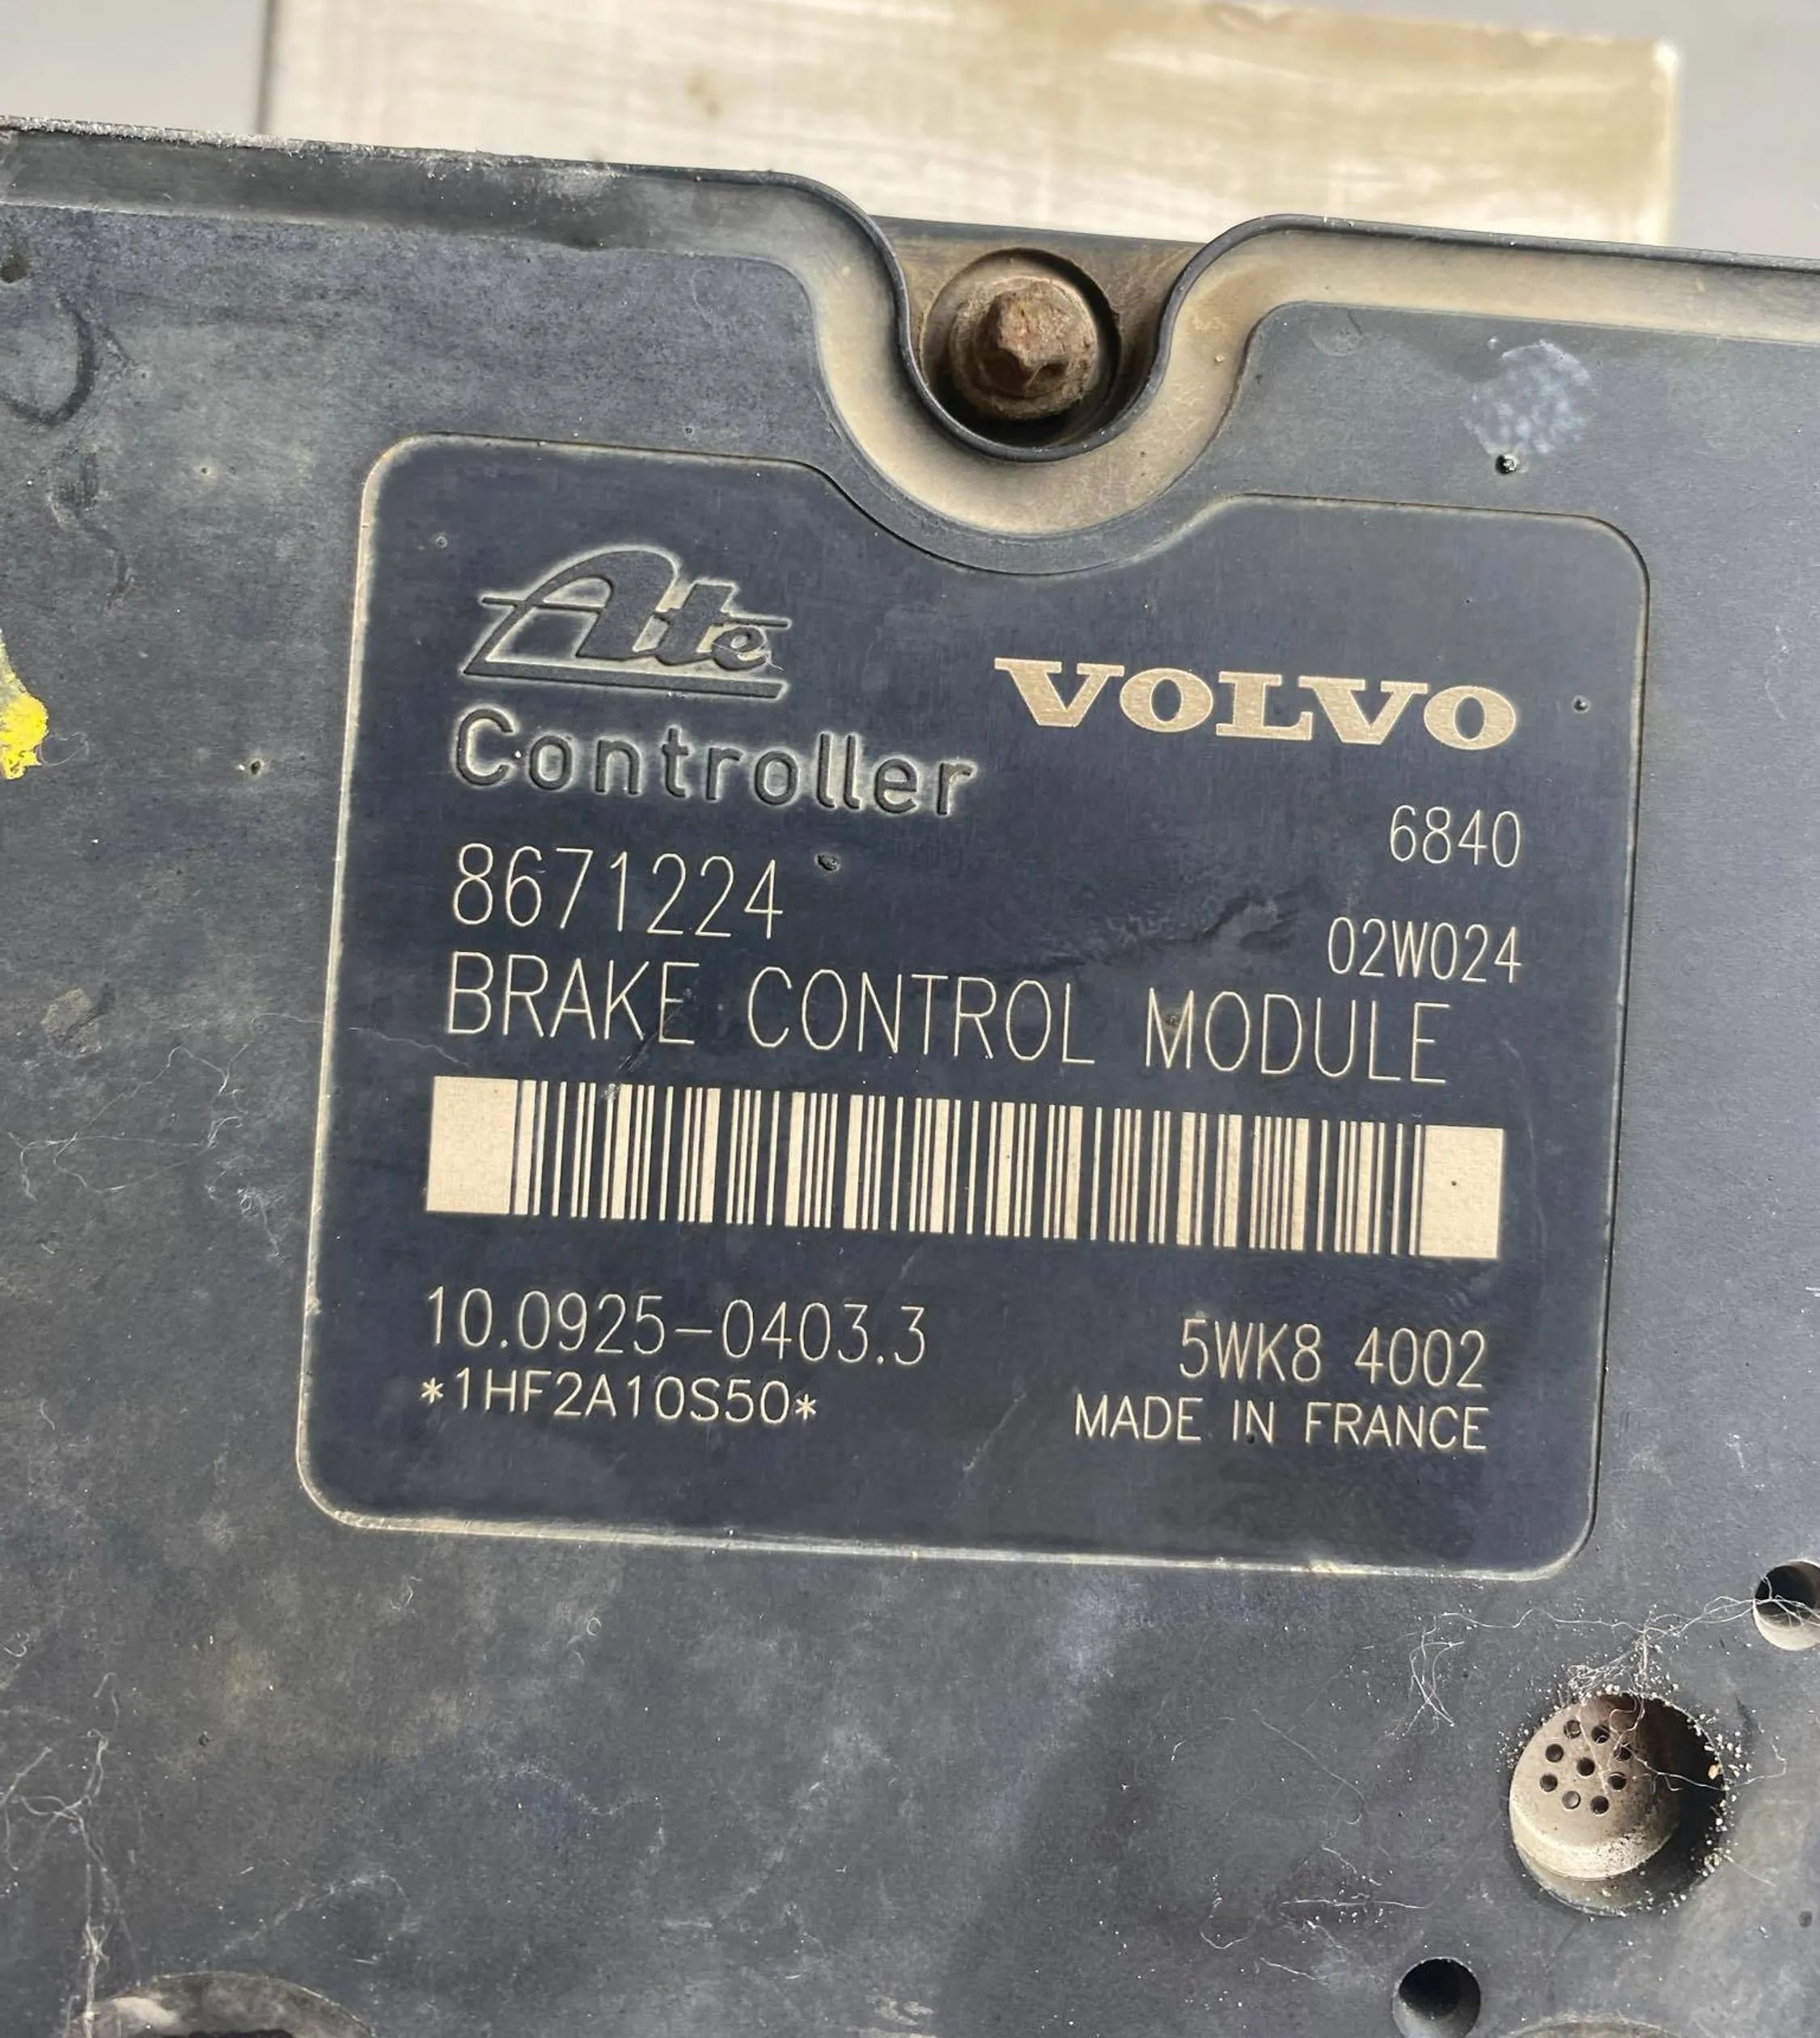 Ate
VOLVO
Controller
6840
8671224
02W024
BRAKE CONTROL MODULE
10.0925-0403.3
5WK8 4002
*1HF2A10S50*
MADE IN FRANCE